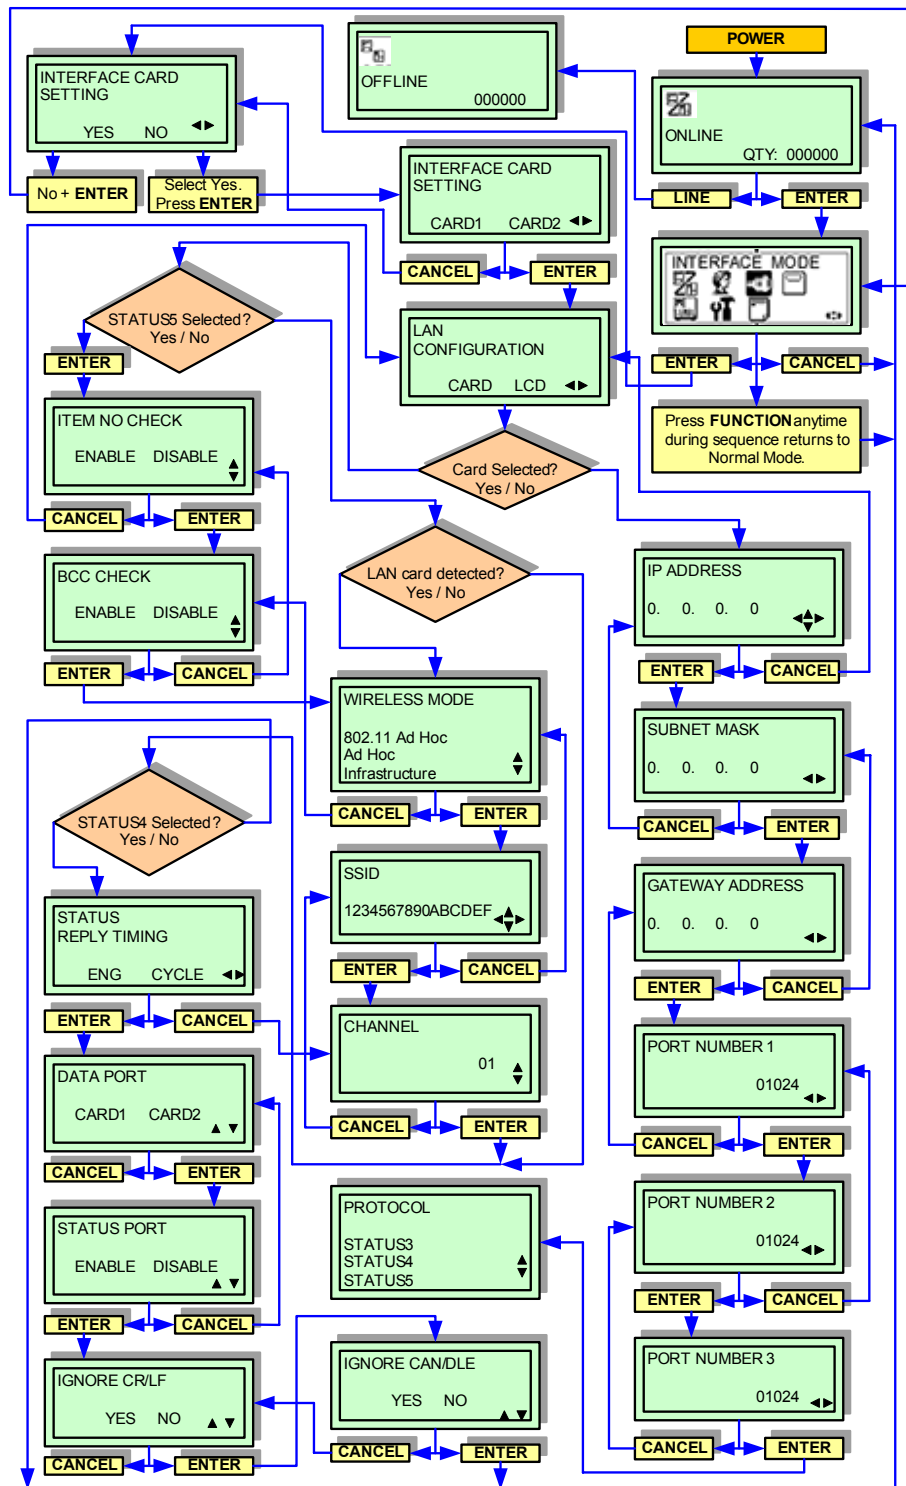 POWER
OFFLINE
000000
ONLINE
QTY: 000000
INTERFACE CARD
SETTING
YES NO
No + ENTER
Select Yes.
Press ENTER
INTERFACE CARD
SETTING
CARD1 CARD2
CANCEL
ENTER
LINE
ENTER
INTERFACE MODE
ENTER
CANCEL
Press FUNCTION anytime
during sequence returns to
Normal Mode.
STATUS5 Selected?
Yes / No
ENTER
LAN
CONFIGURATION
CARD LCD
Card Selected?
Yes / No
ITEM NO CHECK
ENABLE DISABLE
CANCEL
ENTER
BCC CHECK
ENABLE DISABLE
ENTER
CANCEL
LAN card detected?
Yes / No
WIRELESS MODE
802.11 Ad Hoc
Ad Hoc
Infrastructure
CANCEL
ENTER
SSID
1234567890ABCDEF
ENTER
CANCEL
CHANNEL
01
CANCEL
ENTER
IP ADDRESS
0. 0. 0. 0
ENTER
CANCEL
SUBNET MASK
0. 0. 0. 0
CANCEL
ENTER
GATEWAY ADDRESS
0. 0. 0. 0
ENTER
CANCEL
PORT NUMBER 1
01024
CANCEL
ENTER
PORT NUMBER 2
01024
ENTER
CANCEL
PORT NUMBER 3
01024
CANCEL
ENTER
PROTOCOL
STATUS3
STATUS4
STATUS5
STATUS4 Selected?
Yes / No
STATUS
REPLY TIMING
ENG CYCLE
ENTER
CANCEL
DATA PORT
CARD1 CARD2
CANCEL
ENTER
STATUS PORT
ENABLE DISABLE
ENTER
CANCEL
IGNORE CR/LF
YES NO
CANCEL
ENTER
IGNORE CAN/DLE
YES NO
CANCEL
ENTER